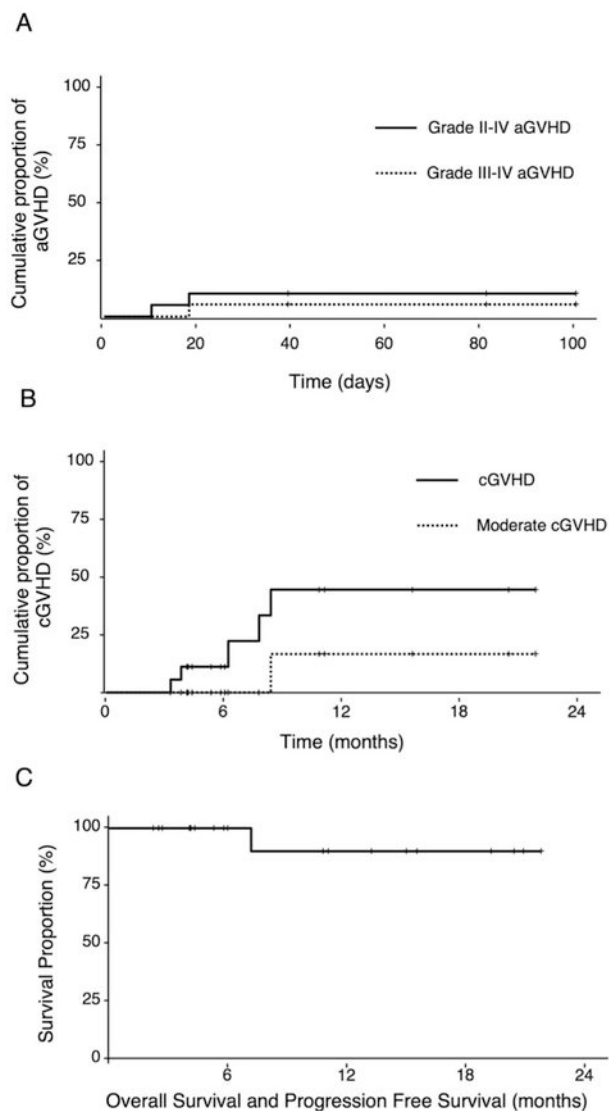 A
Cumulative proportion of
aGVHD (%)
100
75
50
25
Grade II-IV aGVHD
Grade III-IV aGVHD
0 20 40 60 80 100
Time (days)
B
Cumulative proportion of
cGVHD (%)
100
75
50
25
cGVHD
Moderate cGVHD
0 6 12 18 24
Time (months)
C
Survival Proportion (%)
100
75
50
25
0
6 12 18 24
Overall Survival and Progression Free Survival (months)